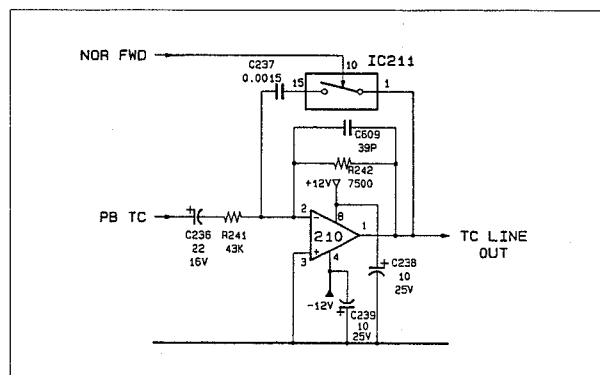 NOR FWD
IC211
C237
0.0015
15
10
1
C609
39P
R242
7500
+12V
PB TC
+
C236
22
16V
R241
43K
2
-
8
210
1
+
3
4
TC LINE
OUT
+
C238
10
25V
-12V
+
C239
10
25V